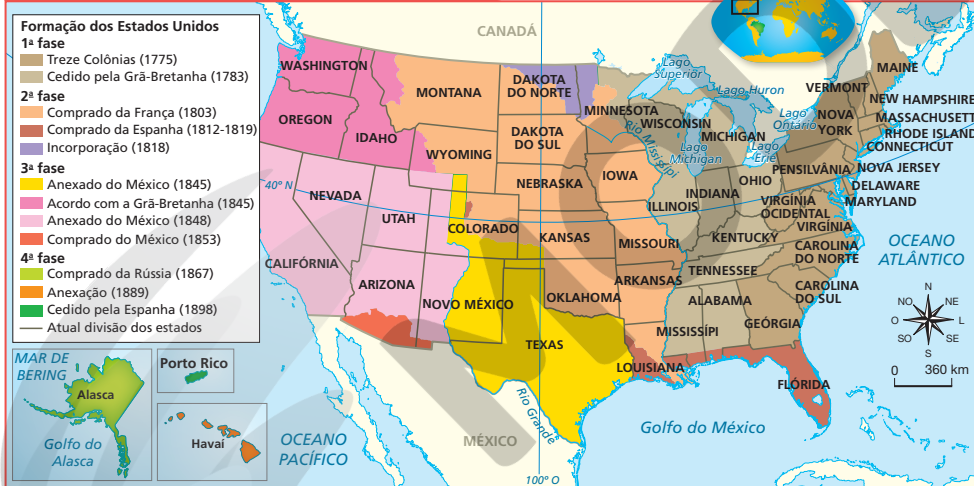 Formação dos Estados Unidos
1ª fase
Treze Colônias (1775)
Cedido pela Grã-Bretanha (1783)
2ª fase
Comprado da França (1803)
Comprado da Espanha (1812-1819)
Incorporação (1818)
3ª fase
Anexado do México (1845)
Acordo com a Grã-Bretanha (1845)
Anexado do México (1848)
Comprado do México (1853)
4ª fase
Comprado da Rússia (1867)
Anexação (1889)
Cedido pela Espanha (1898)
Atual divisão dos estados
CANADÁ
WASHINGTON
OREGON
IDAHO
MONTANA
WYOMING
DAKOTA
DO NORTE
DAKOTA
DO SUL
NEBRASKA
MINNESOTA
WISCONSIN
MICHIGAN
IOWA
ILLINOIS
INDIANA
OHIO
Lago
Superior
Lago Huron
Lago
Michigan
Lago
Ontário
Lago
Erie
Rio Mississipi
MAINE
VERMONT
NEW HAMPSHIRE
NOVA
YORK
MASSACHUSETT
RHODE ISLAND
CONNECTICUT
PENSILVÂNIA
NOVA JERSEY
DELAWARE
MARYLAND
VIRGÍNIA
OCIDENTAL
VIRGÍNIA
CAROLINA
DO NORTE
CAROLINA
DO SUL
40º N
NEVADA
UTAH
COLORADO
KANSAS
MISSOURI
KENTUCKY
CALIFÓRNIA
ARIZONA
NOVO MÉXICO
OKLAHOMA
ARKANSAS
TENNESSEE
ALABAMA
GEÓRGIA
MISSISSÍPI
TEXAS
LOUISIANA
FLÓRIDA
OCEANO
ATLÂNTICO
N
NO
NE
O
L
SO
SE
S
0 360 km
MAR DE
BERING
Alasca
Golfo do
Alasca
Porto Rico
Havaí
OCEANO
PACÍFICO
MÉXICO
Rio Grande
Golfo do México
100º O